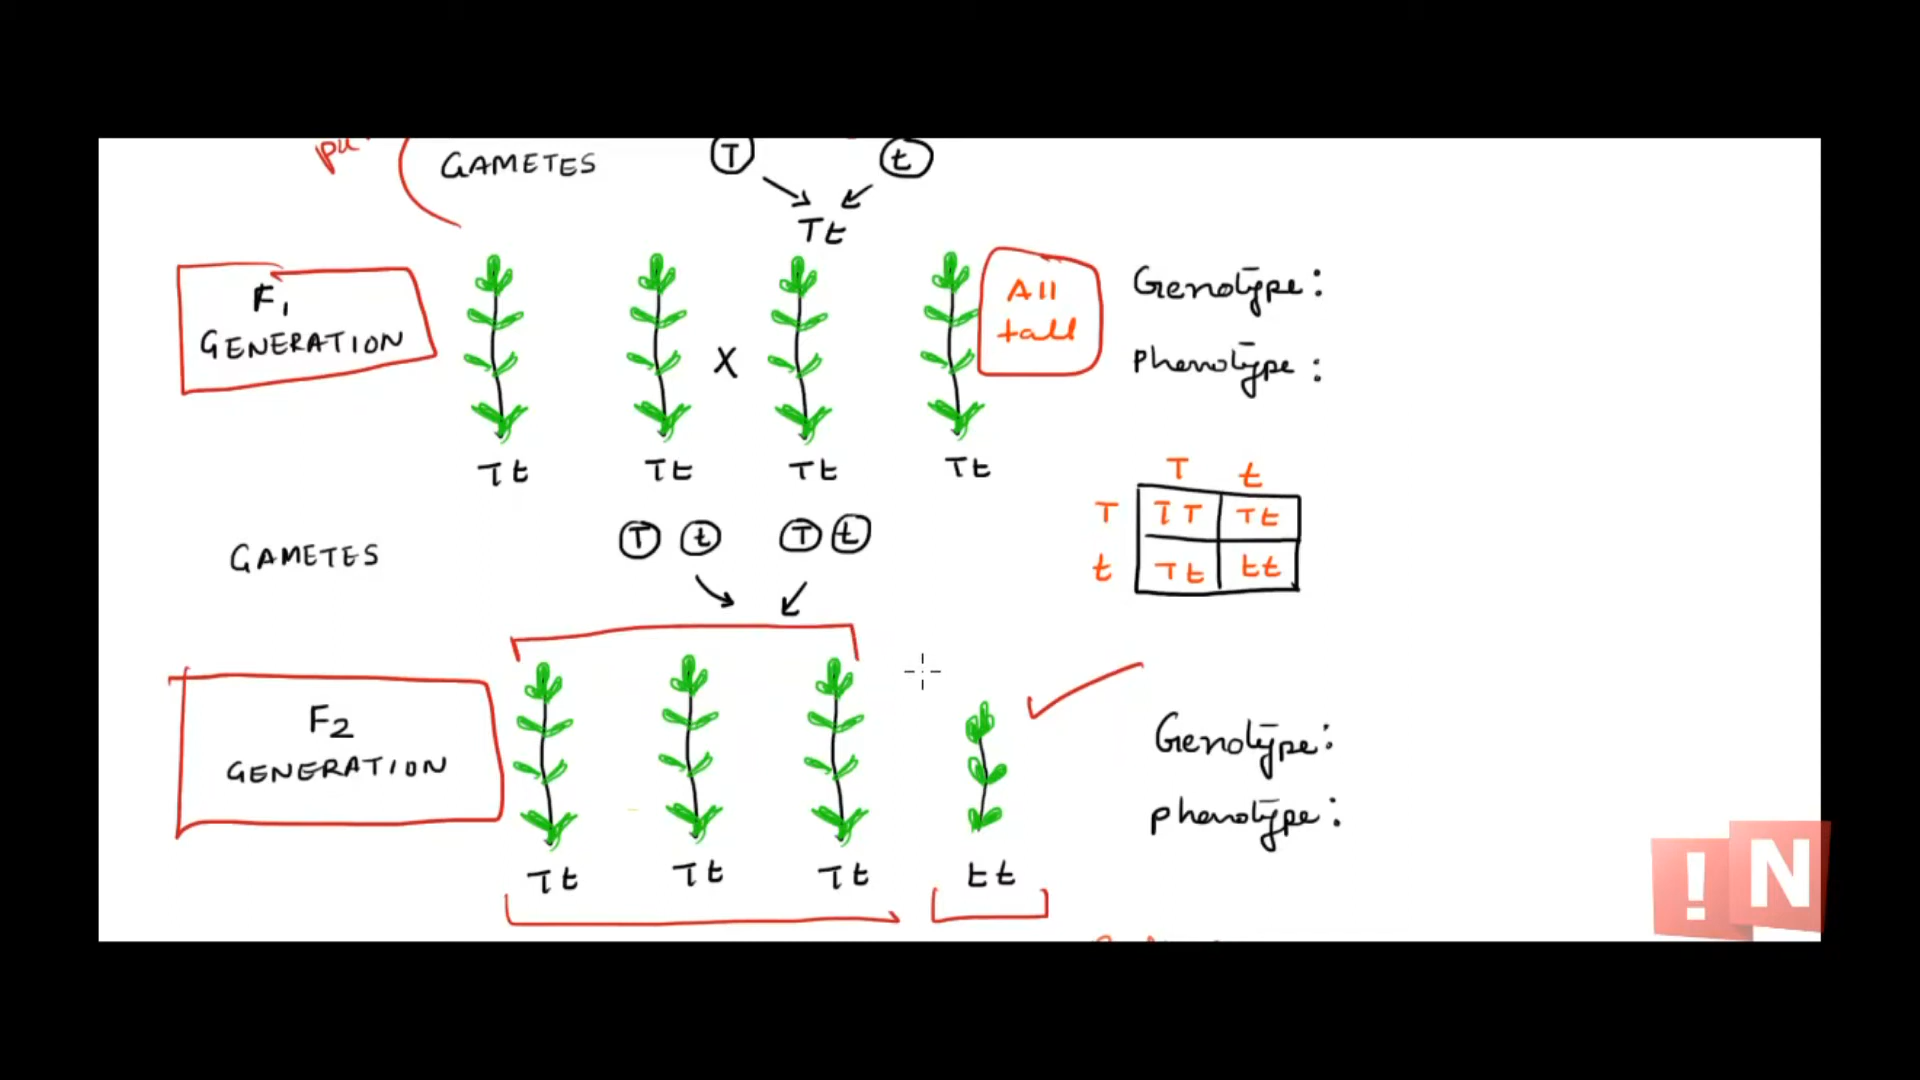 GAMETES T t
Tt
F1
GENERATION
All
tall
Genotype:
Phenotype:
X
Tt Tt Tt Tt
T t
T TT Tt
t Tt tt
GAMETES T t T t
F2
GENERATION
Genotype:
phenotype:
Tt Tt Tt tt
!N